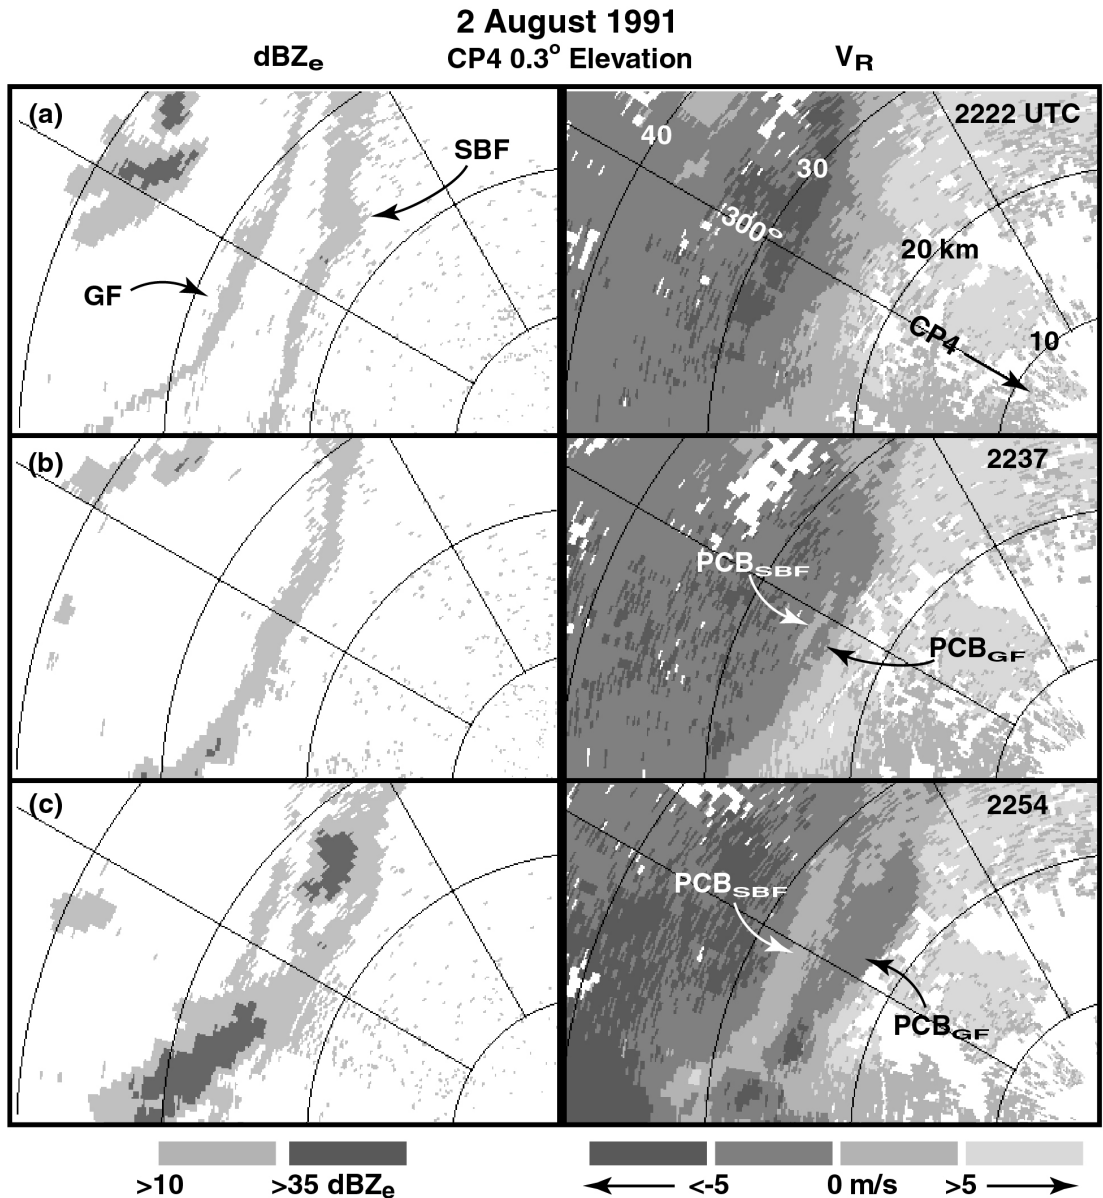 2 August 1991
dBZe CP4 0.3° Elevation VR
(a)
2222 UTC
40
SBF
30
300°
20 km
GF
CP4
10
(b)
2237
PCBSBF
PCBGF
(c)
2254
PCBSBF
PCBGF
>10 >35 dBZe <-5 0 m/s >5